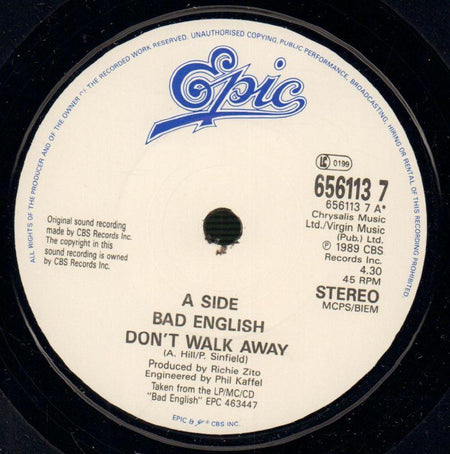 ALL RIGHTS OF THE PRODUCER AND OF THE OWNER OF THE RECORDED WORK RESERVED. UNAUTHORISED COPYING, PUBLIC PERFORMANCE, BROADCASTING, HIRING OR RENTAL OF THIS RECORDING PROHIBITED
Epic
LC 0199
656113 7
656113 7 A*
Chrysalis Music
Ltd./Virgin Music
(Pub.) Ltd.
℗ 1989 CBS
Records Inc.
4.30
45 RPM
STEREO
MCPS/BIEM
Original sound recording
made by CBS Records Inc.
The copyright in this
sound recording is owned
by CBS Records Inc.
A SIDE
BAD ENGLISH
DON'T WALK AWAY
(A. Hill/P. Sinfield)
Produced by Richie Zito
Engineered by Phil Kaffel
Taken from the LP/MC/CD
"Bad English" EPC 463447
EPIC & ® CBS INC.